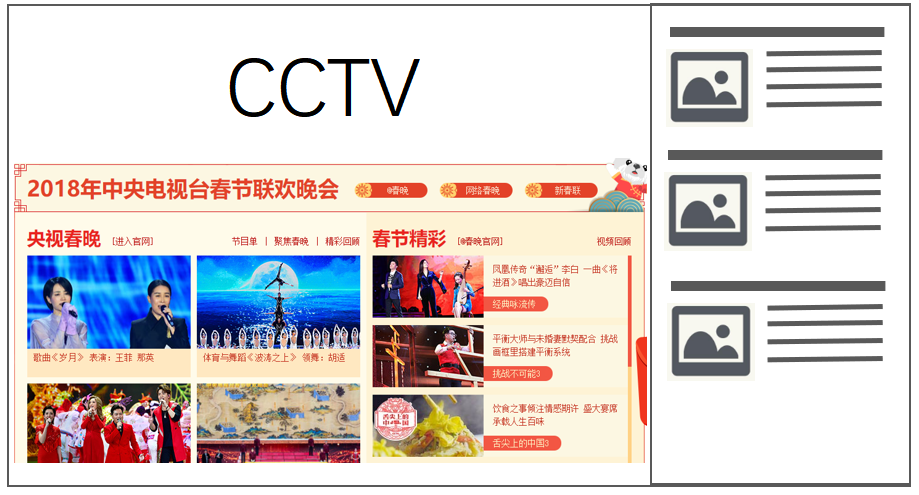 CCTV
2018年中央电视台春节联欢晚会
@春晚
网络春晚
新春联
央视春晚 [进入官网]
节目单 | 聚焦春晚 | 精彩回顾
歌曲《岁月》 表演：王菲 那英
体育与舞蹈《波涛之上》 领舞：胡适
春节精彩 [@春晚官网]
视频回顾
凤凰传奇“邂逅”李白 一曲《将
进酒》唱出豪迈自信
经典咏流传
平衡大师与未婚妻默契配合 挑战
画框里搭建平衡系统
挑战不可能3
舌尖上的
中国
饮食之事倾注情感期许 盛大宴席
承载人生百味
舌尖上的中国3